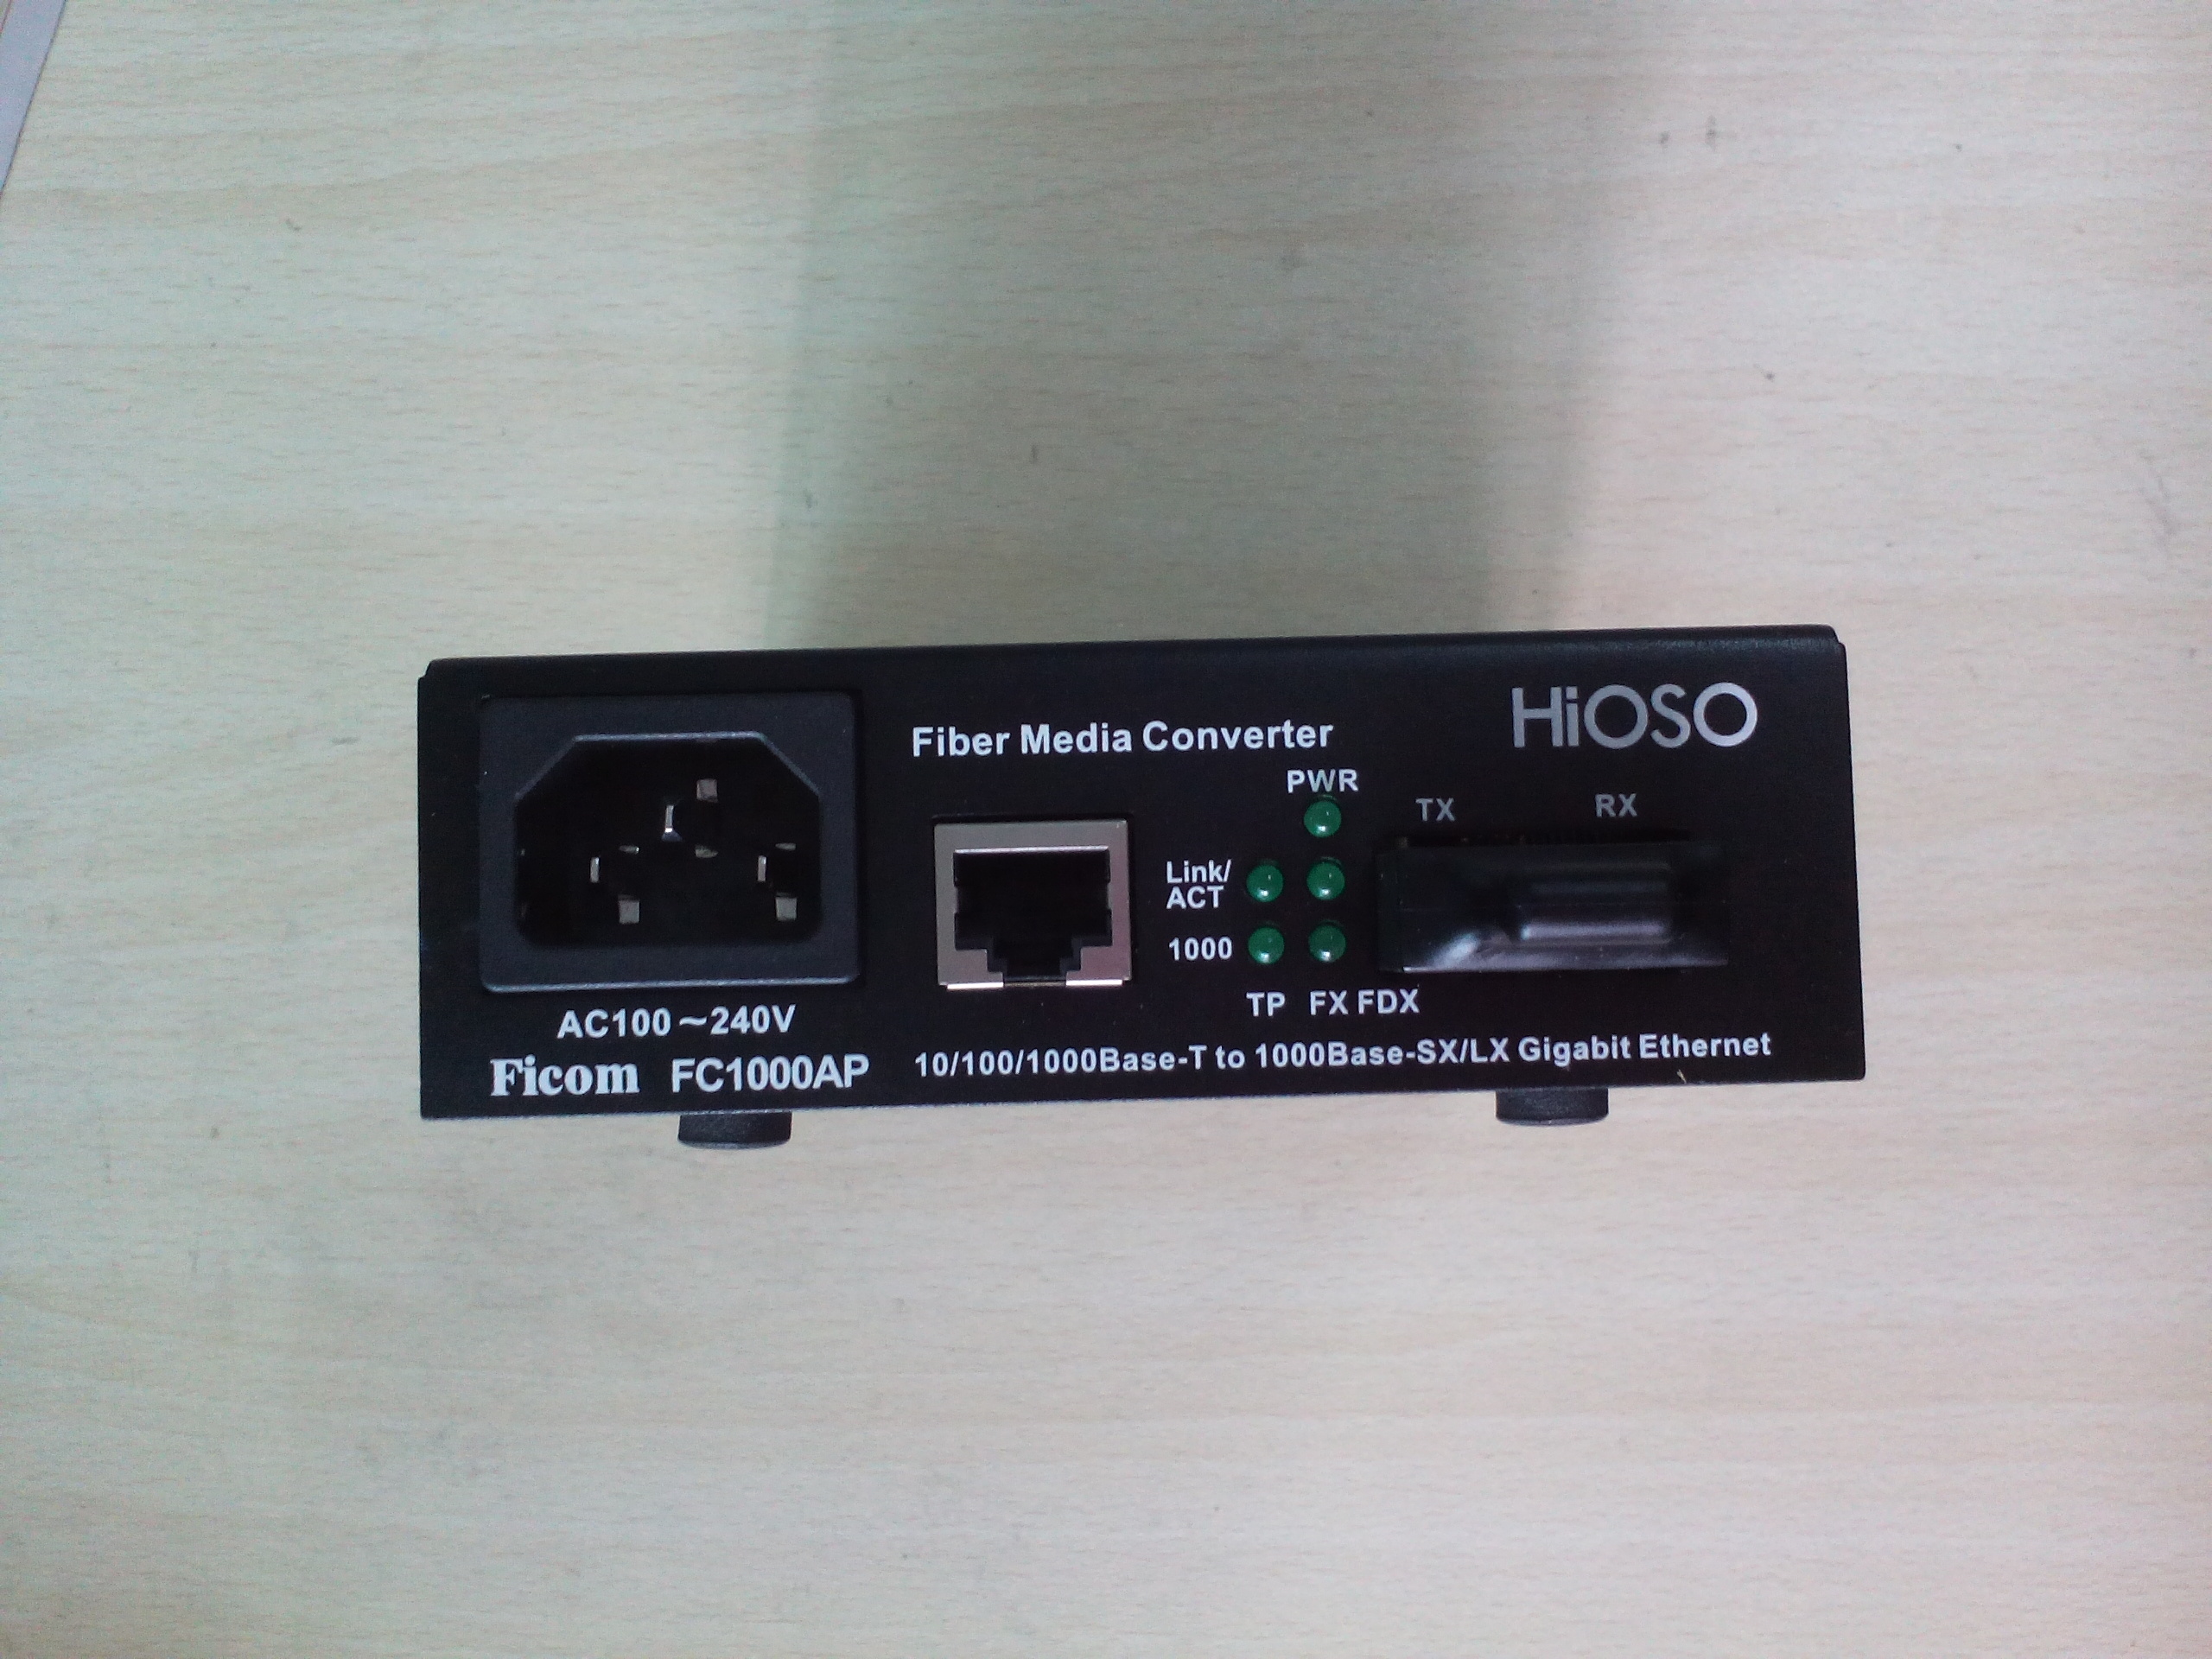 HiOSO
Fiber Media Converter
PWR
TX RX
Link/
ACT
1000
TP FX FDX
AC100~240V
Ficom FC1000AP
10/100/1000Base-T to 1000Base-SX/LX Gigabit Ethernet